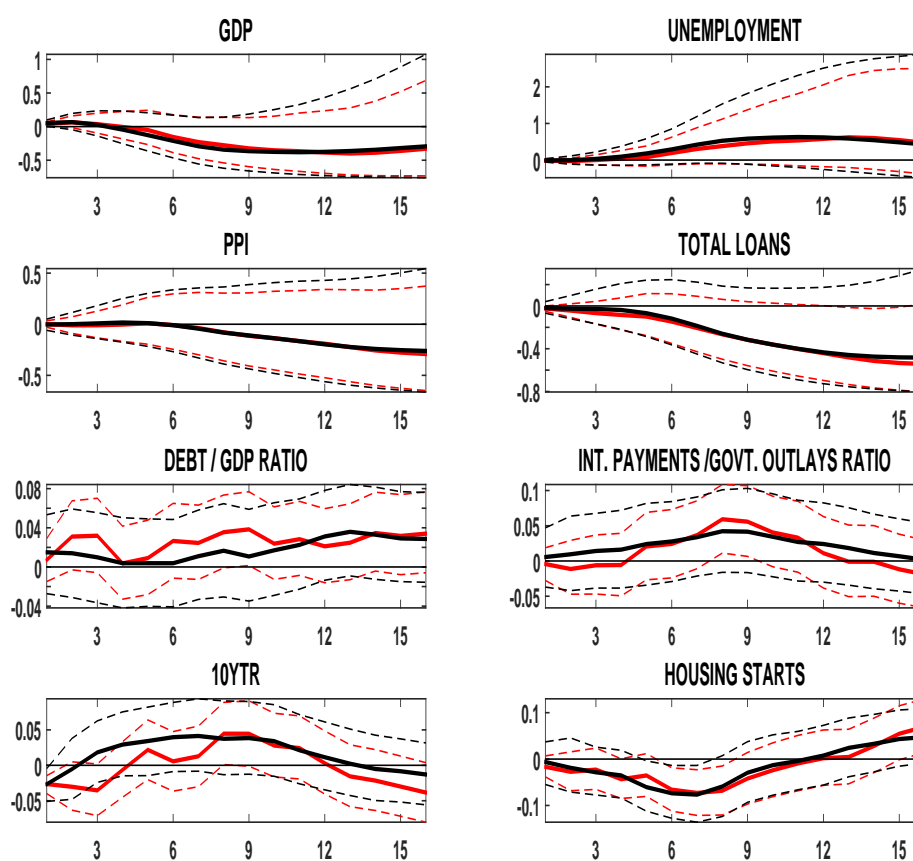 GDP
1
0.5
0
-0.5
3 6 9 12 15
UNEMPLOYMENT
2
1
0
3 6 9 12 15
PPI
0.5
0
-0.5
3 6 9 12 15
TOTAL LOANS
0
-0.4
-0.8
3 6 9 12 15
DEBT / GDP RATIO
0.08
0.04
0
-0.04
3 6 9 12 15
INT. PAYMENTS /GOVT. OUTLAYS RATIO
0.1
0.05
0
-0.05
3 6 9 12 15
10YTR
0.05
0
-0.05
3 6 9 12 15
HOUSING STARTS
0.1
0
-0.1
3 6 9 12 15